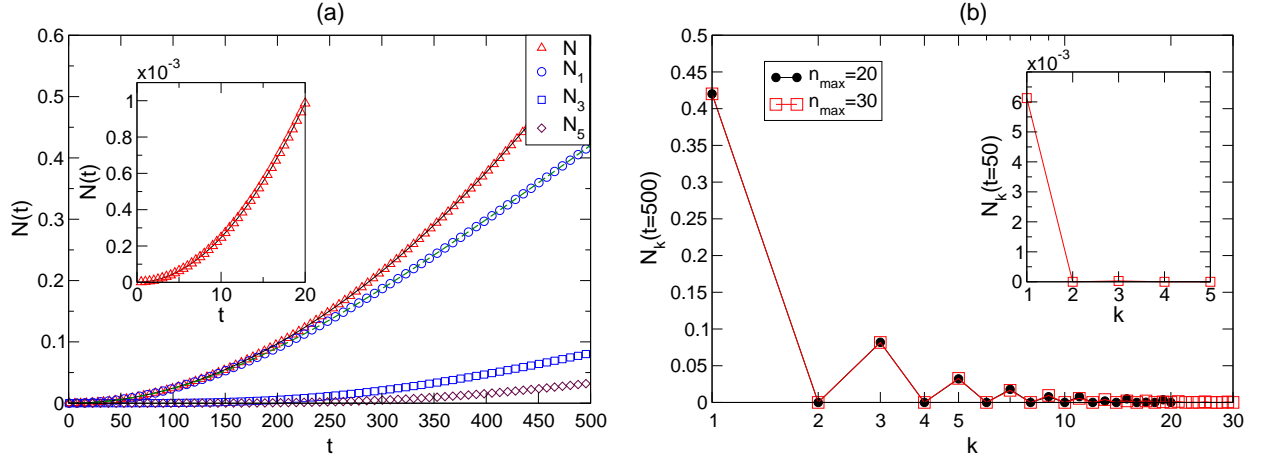 (a)
0.6
0.5
0.4
0.3
0.2
0.1
0
N(t)
0 50 100 150 200 250 300 350 400 450 500
t
N
N1
N3
N5
x10-3
1
0.8
0.6
0.4
0.2
0
N(t)
0 10 20
t
(b)
0.5
0.45
0.4
0.35
0.3
0.25
0.2
0.15
0.1
0.05
0
Nk(t=500)
1 2 3 4 5 10 20 30
k
nmax=20
nmax=30
x10-3
7
6
5
4
3
2
1
0
Nk(t=50)
1 2 3 4 5
k